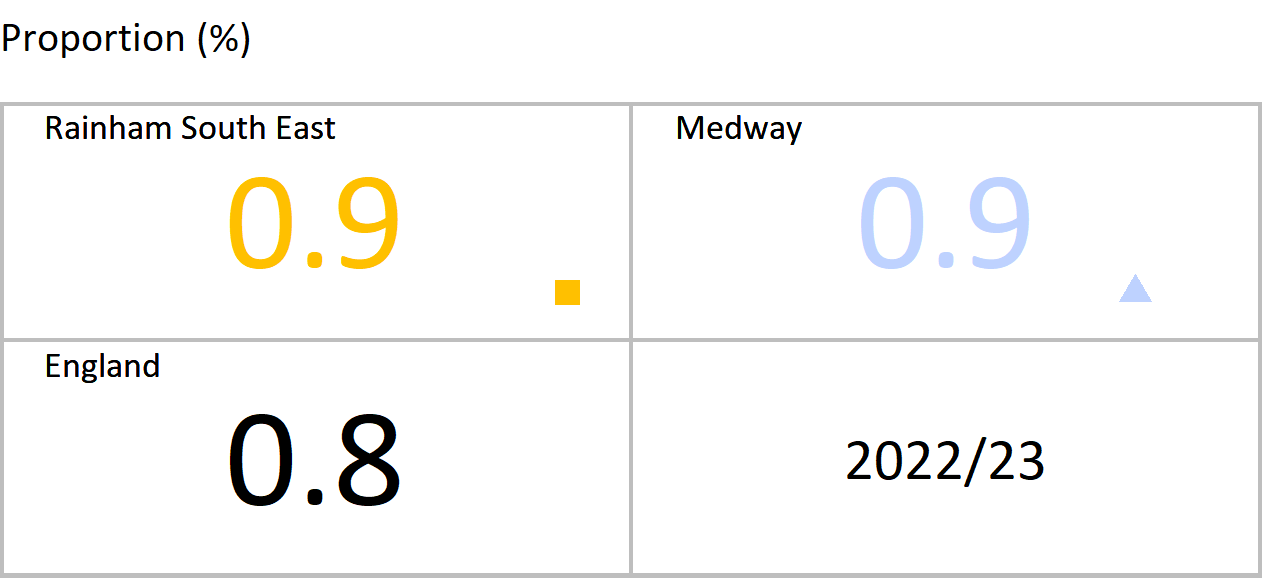 Proportion (%)
Rainham South East
0.9
Medway
0.9
England
0.8
2022/23